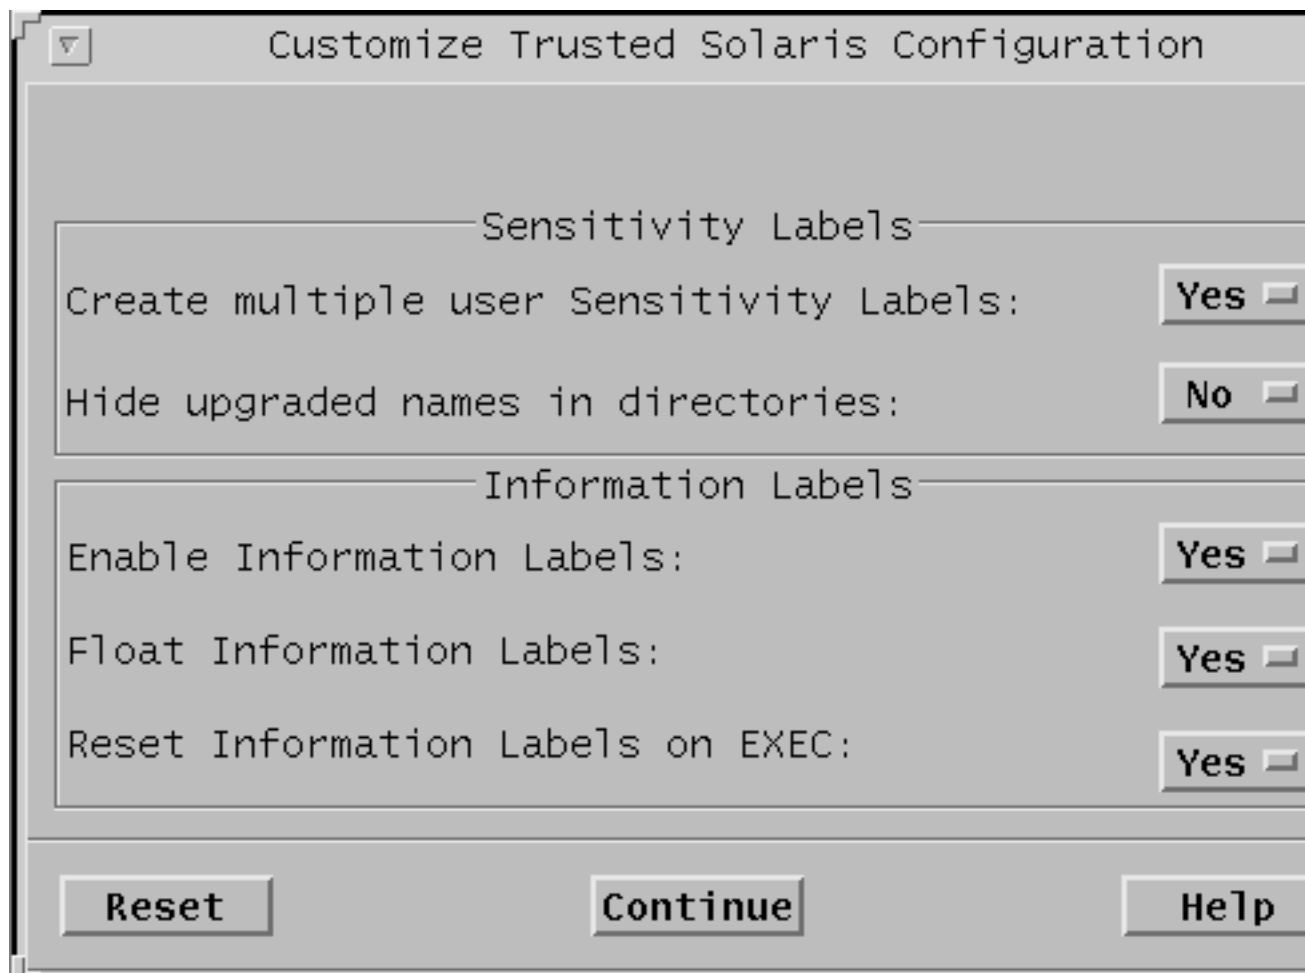 Customize Trusted Solaris Configuration
Sensitivity Labels
Create multiple user Sensitivity Labels: Yes
Hide upgraded names in directories: No
Information Labels
Enable Information Labels: Yes
Float Information Labels: Yes
Reset Information Labels on EXEC: Yes
Reset Continue Help